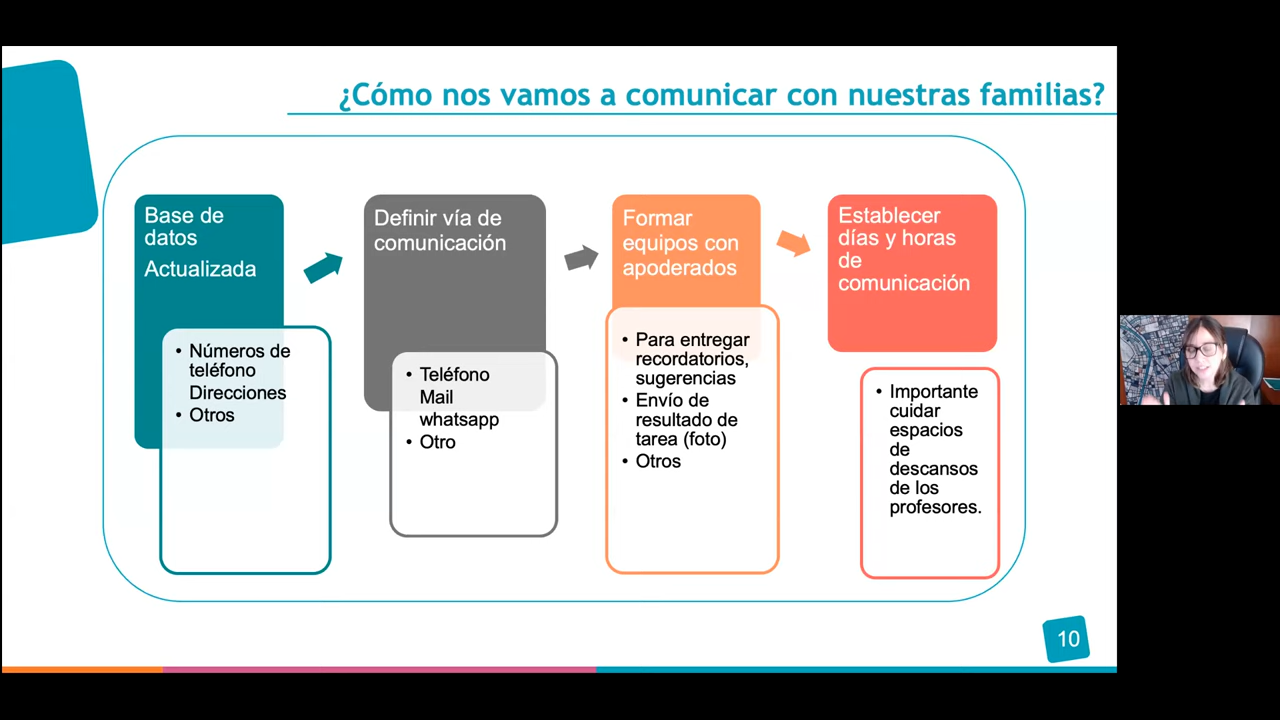 ¿Cómo nos vamos a comunicar con nuestras familias?
Base de
datos
Actualizada
• Números de
teléfono
Direcciones
• Otros
Definir vía de
comunicación
• Teléfono
Mail
whatsapp
• Otro
Formar
equipos con
apoderados
• Para entregar
recordatorios,
sugerencias
• Envío de
resultado de
tarea (foto)
• Otros
Establecer
días y horas
de
comunicación
• Importante
cuidar
espacios
de
descansos
de los
profesores.
10